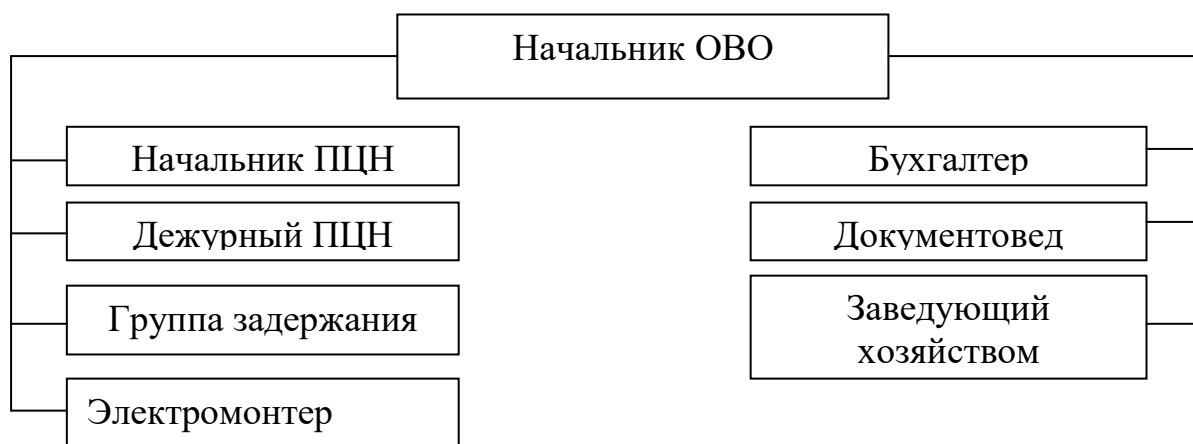 Начальник ОВО
Начальник ПЦН
Дежурный ПЦН
Группа задержания
Электромонтер
Бухгалтер
Документовед
Заведующий
хозяйством